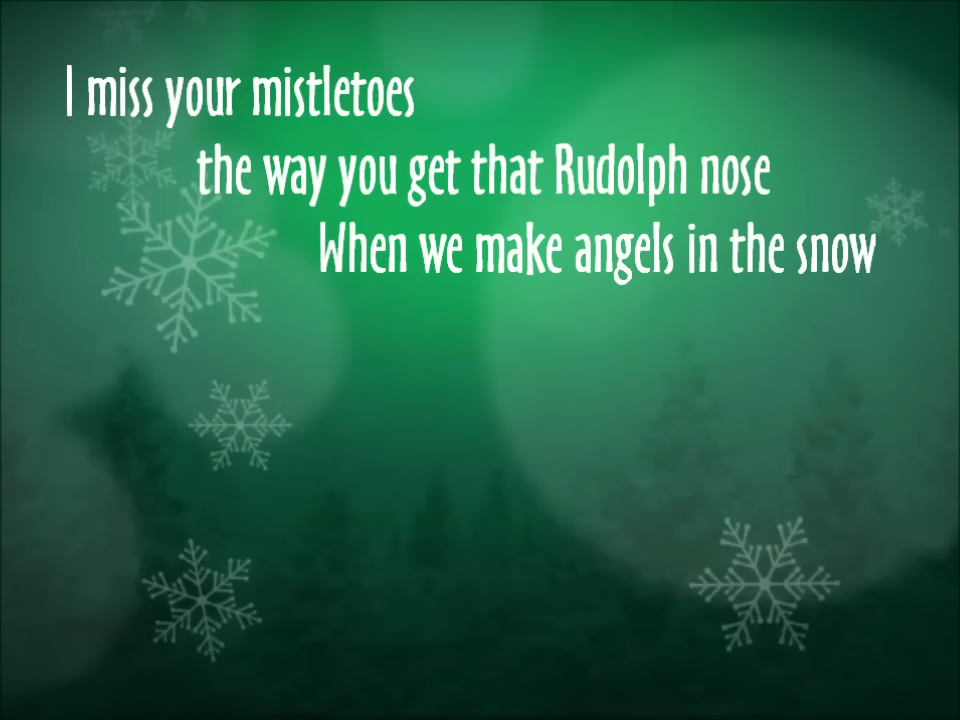 I miss your mistletoes
the way you get that Rudolph nose
When we make angels in the snow